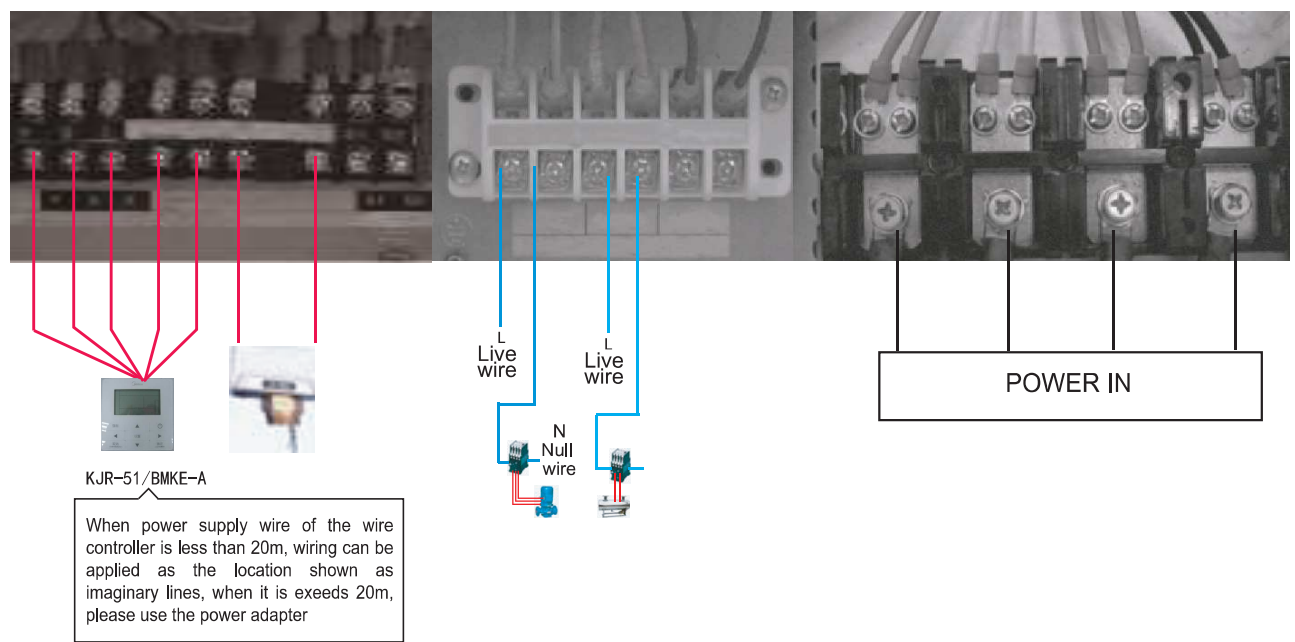 L
Live
wire
L
Live
wire
N
Null
wire
POWER IN
KJR-51/BMKE-A
When power supply wire of the wire
controller is less than 20m, wiring can be
applied as the location shown as
imaginary lines, when it is exeeds 20m,
please use the power adapter